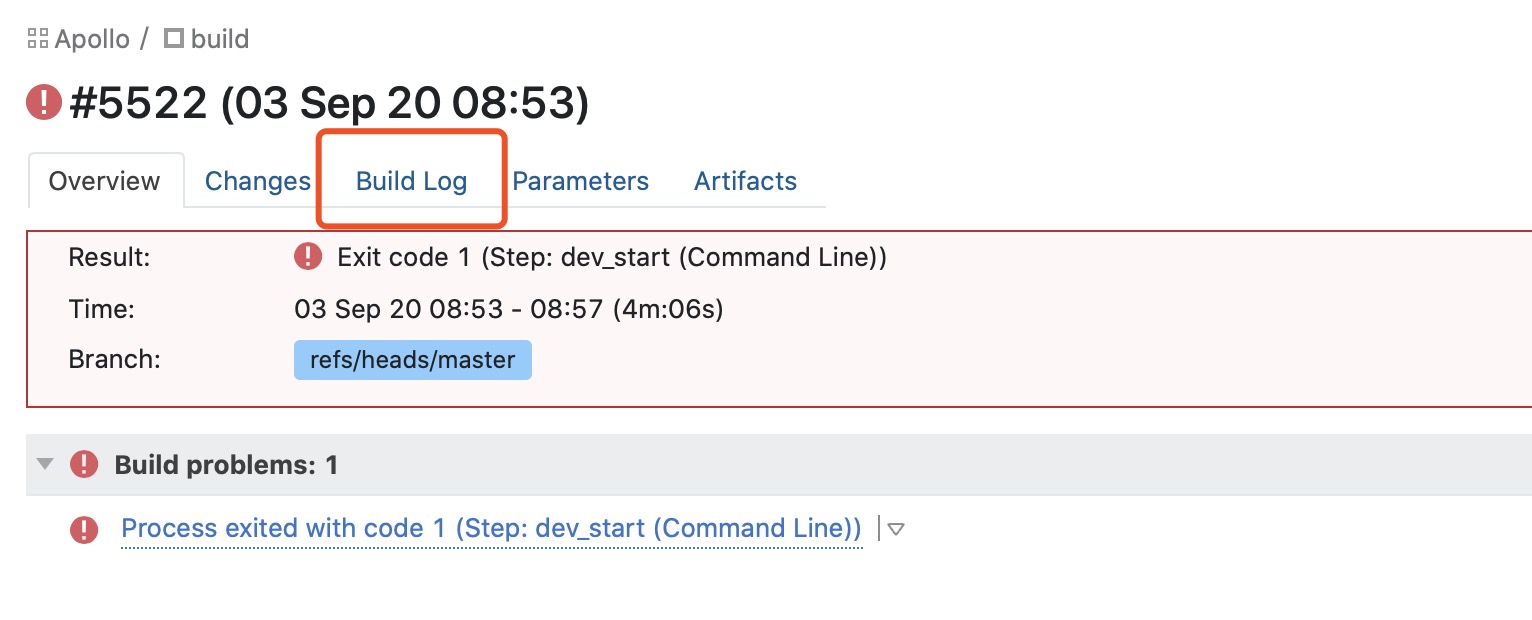 Apollo / build
#5522 (03 Sep 20 08:53)
Overview Changes Build Log Parameters Artifacts
Result: Exit code 1 (Step: dev_start (Command Line))
Time: 03 Sep 20 08:53 - 08:57 (4m:06s)
Branch: refs/heads/master
Build problems: 1
Process exited with code 1 (Step: dev_start (Command Line))